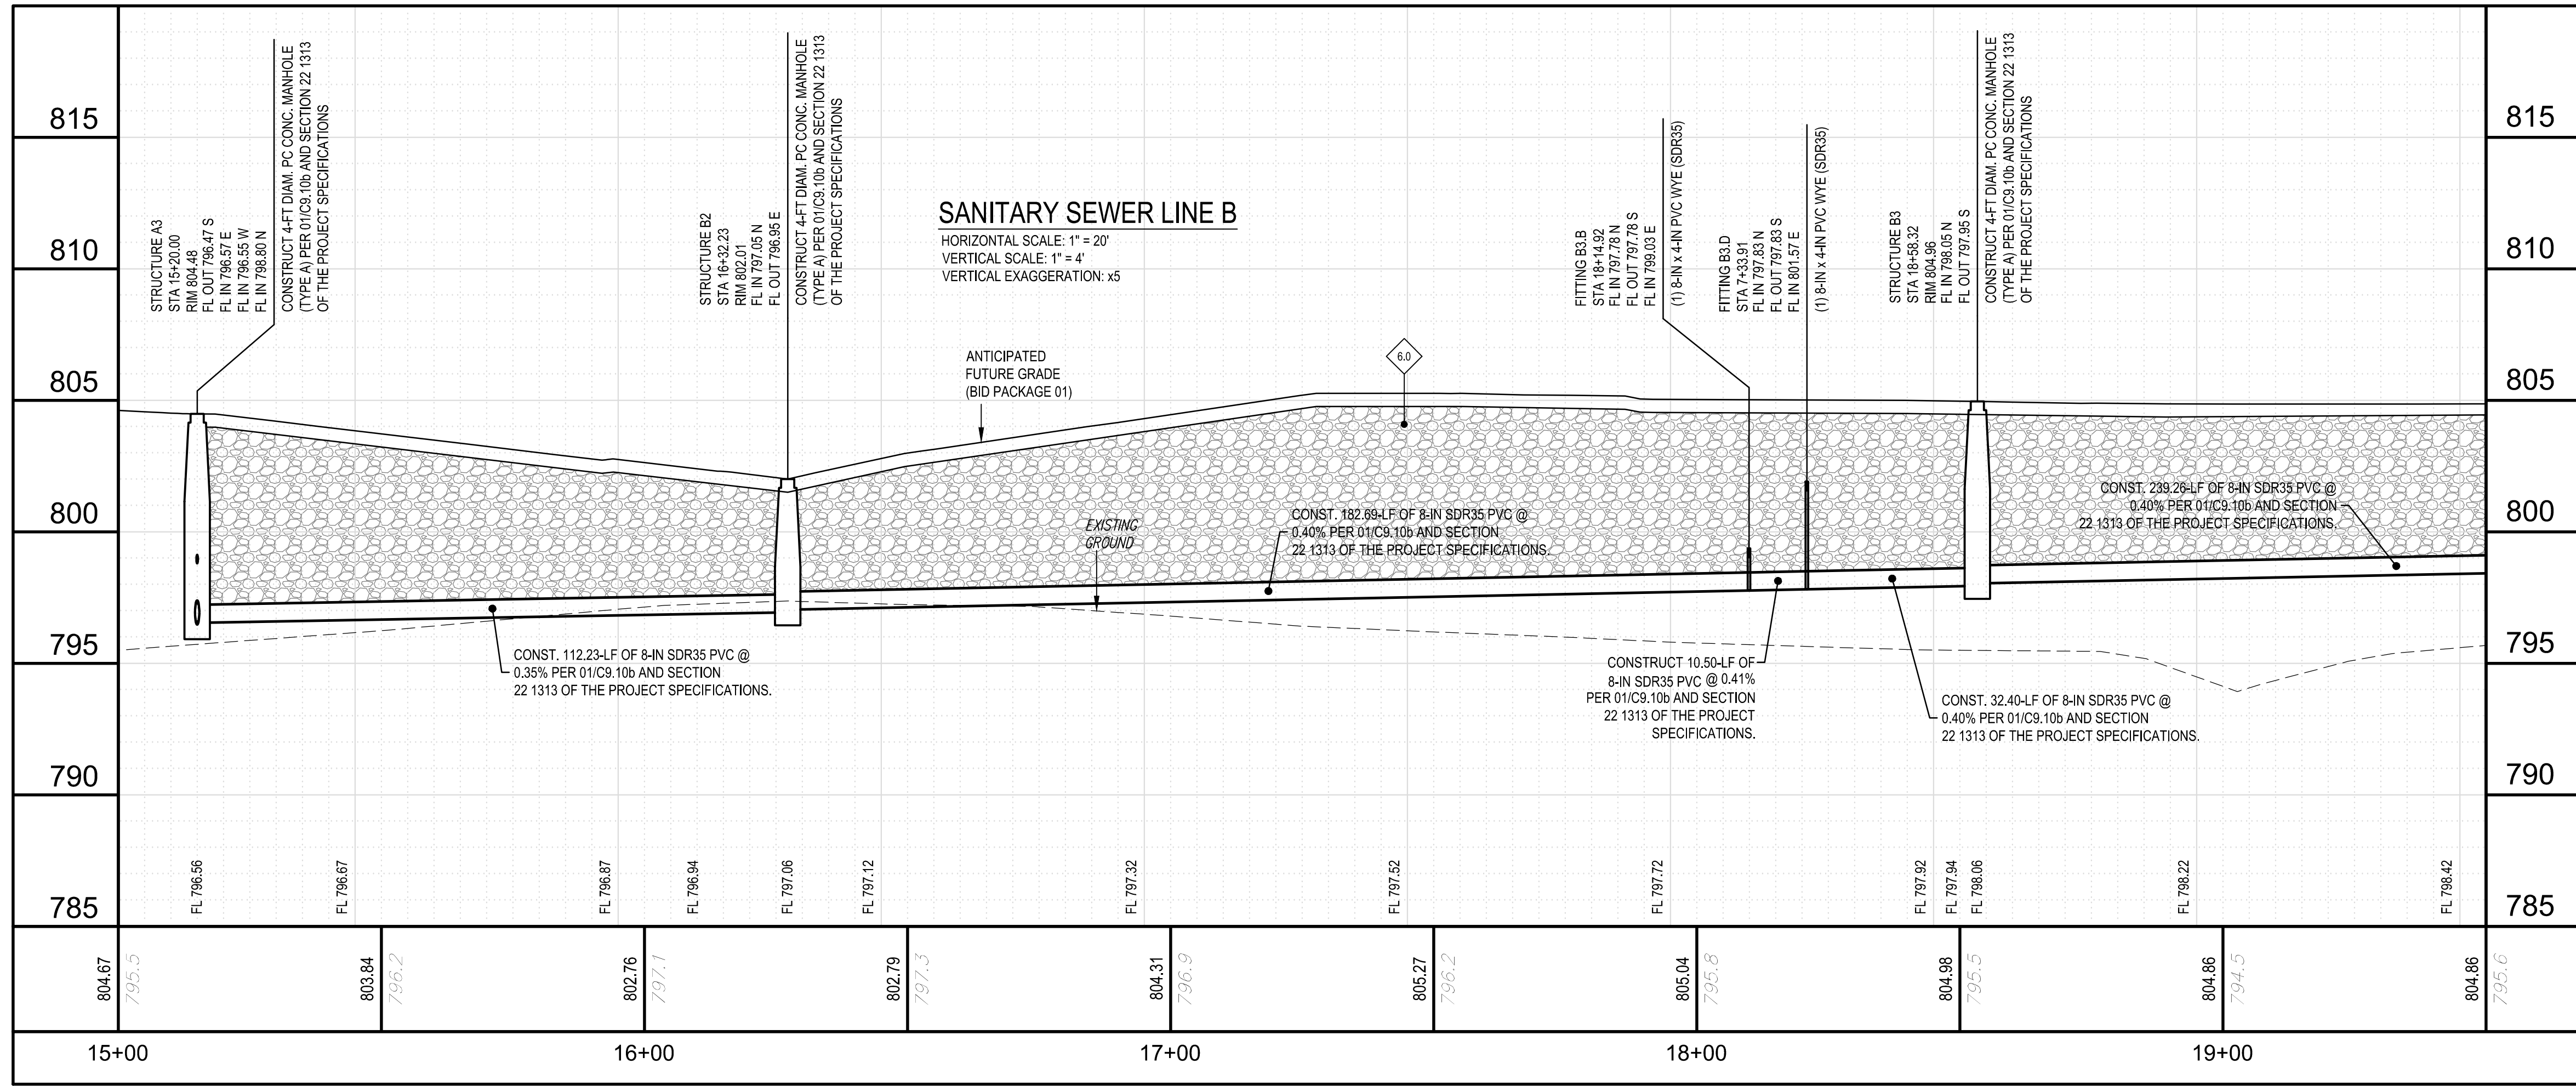 815
810
805
800
795
790
785
STRUCTURE A3
STA 15+20.00
RIM 804.48
FL OUT 796.47 S
FL IN 796.57 E
FL IN 796.55 W
FL IN 798.80 N
CONSTRUCT 4-FT DIAM. PC CONC. MANHOLE
(TYPE A) PER 01/C9.10b AND SECTION 22 1313
OF THE PROJECT SPECIFICATIONS
STRUCTURE B2
STA 16+32.23
RIM 802.01
FL IN 797.05 N
FL OUT 796.95 E
CONSTRUCT 4-FT DIAM. PC CONC. MANHOLE
(TYPE A) PER 01/C9.10b AND SECTION 22 1313
OF THE PROJECT SPECIFICATIONS
SANITARY SEWER LINE B
HORIZONTAL SCALE: 1" = 20'
VERTICAL SCALE: 1" = 4'
VERTICAL EXAGGERATION: x5
ANTICIPATED
FUTURE GRADE
(BID PACKAGE 01)
6.0
FITTING B3.B
STA 18+14.92
FL IN 797.78 N
FL OUT 797.78 S
FL IN 799.03 E
(1) 8-IN x 4-IN PVC WYE (SDR35)
FITTING B3.D
STA 7+33.91
FL IN 797.83 N
FL OUT 797.83 S
FL IN 801.57 E
(1) 8-IN x 4-IN PVC WYE (SDR35)
STRUCTURE B3
STA 18+58.32
RIM 804.96
FL IN 798.05 N
FL OUT 797.95 S
CONSTRUCT 4-FT DIAM. PC CONC. MANHOLE
(TYPE A) PER 01/C9.10b AND SECTION 22 1313
OF THE PROJECT SPECIFICATIONS
EXISTING
GROUND
CONST. 182.69-LF OF 8-IN SDR35 PVC @
0.40% PER 01/C9.10b AND SECTION
22 1313 OF THE PROJECT SPECIFICATIONS.
CONST. 239.26-LF OF 8-IN SDR35 PVC @
0.40% PER 01/C9.10b AND SECTION
22 1313 OF THE PROJECT SPECIFICATIONS.
CONST. 112.23-LF OF 8-IN SDR35 PVC @
0.35% PER 01/C9.10b AND SECTION
22 1313 OF THE PROJECT SPECIFICATIONS.
CONSTRUCT 10.50-LF OF
8-IN SDR35 PVC @ 0.41%
PER 01/C9.10b AND SECTION
22 1313 OF THE PROJECT
SPECIFICATIONS.
CONST. 32.40-LF OF 8-IN SDR35 PVC @
0.40% PER 01/C9.10b AND SECTION
22 1313 OF THE PROJECT SPECIFICATIONS.
815
810
805
800
795
790
785
FL 796.56
FL 796.67
FL 796.87
FL 796.94
FL 797.06
FL 797.12
FL 797.32
FL 797.52
FL 797.72
FL 797.92
FL 797.94
FL 798.06
FL 798.22
FL 798.42
804.67
795.5
803.84
796.2
802.76
797.1
802.79
797.3
804.31
796.9
805.27
796.2
805.04
795.8
804.98
795.5
804.86
794.5
804.86
795.6
15+00
16+00
17+00
18+00
19+00